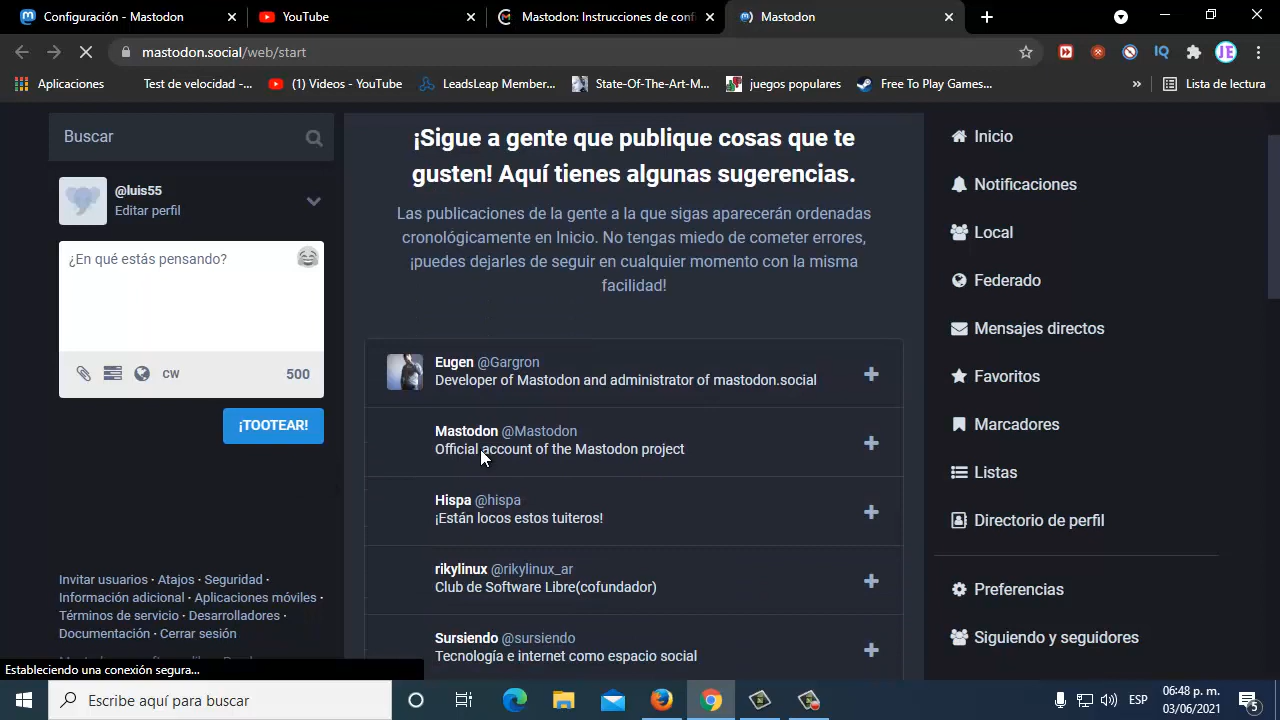 Configuración - Mastodon
YouTube
Mastodon: Instrucciones de conf
Mastodon
mastodon.social/web/start
IQ
JE
Aplicaciones
Test de velocidad -...
(1) Videos - YouTube
LeadsLeap Member...
State-Of-The-Art-M...
juegos populares
Free To Play Games...
»
Lista de lectura
Buscar
@luis55
Editar perfil
¿En qué estás pensando?
CW
500
¡TOOTEAR!
Invitar usuarios · Atajos · Seguridad ·
Información adicional · Aplicaciones móviles ·
Términos de servicio · Desarrolladores ·
Documentación · Cerrar sesión
¡Sigue a gente que publique cosas que te
gusten! Aquí tienes algunas sugerencias.
Las publicaciones de la gente a la que sigas aparecerán ordenadas
cronológicamente en Inicio. No tengas miedo de cometer errores,
¡puedes dejarles de seguir en cualquier momento con la misma
facilidad!
Eugen @Gargron
Developer of Mastodon and administrator of mastodon.social
Mastodon @Mastodon
Official account of the Mastodon project
Hispa @hispa
¡Están locos estos tuiteros!
rikylinux @rikylinux_ar
Club de Software Libre(cofundador)
Sursiendo @sursiendo
Tecnología e internet como espacio social
Inicio
Notificaciones
Local
Federado
Mensajes directos
Favoritos
Marcadores
Listas
Directorio de perfil
Preferencias
Siguiendo y seguidores
Estableciendo una conexión segura...
Escribe aquí para buscar
ESP
06:48 p. m.
03/06/2021
5